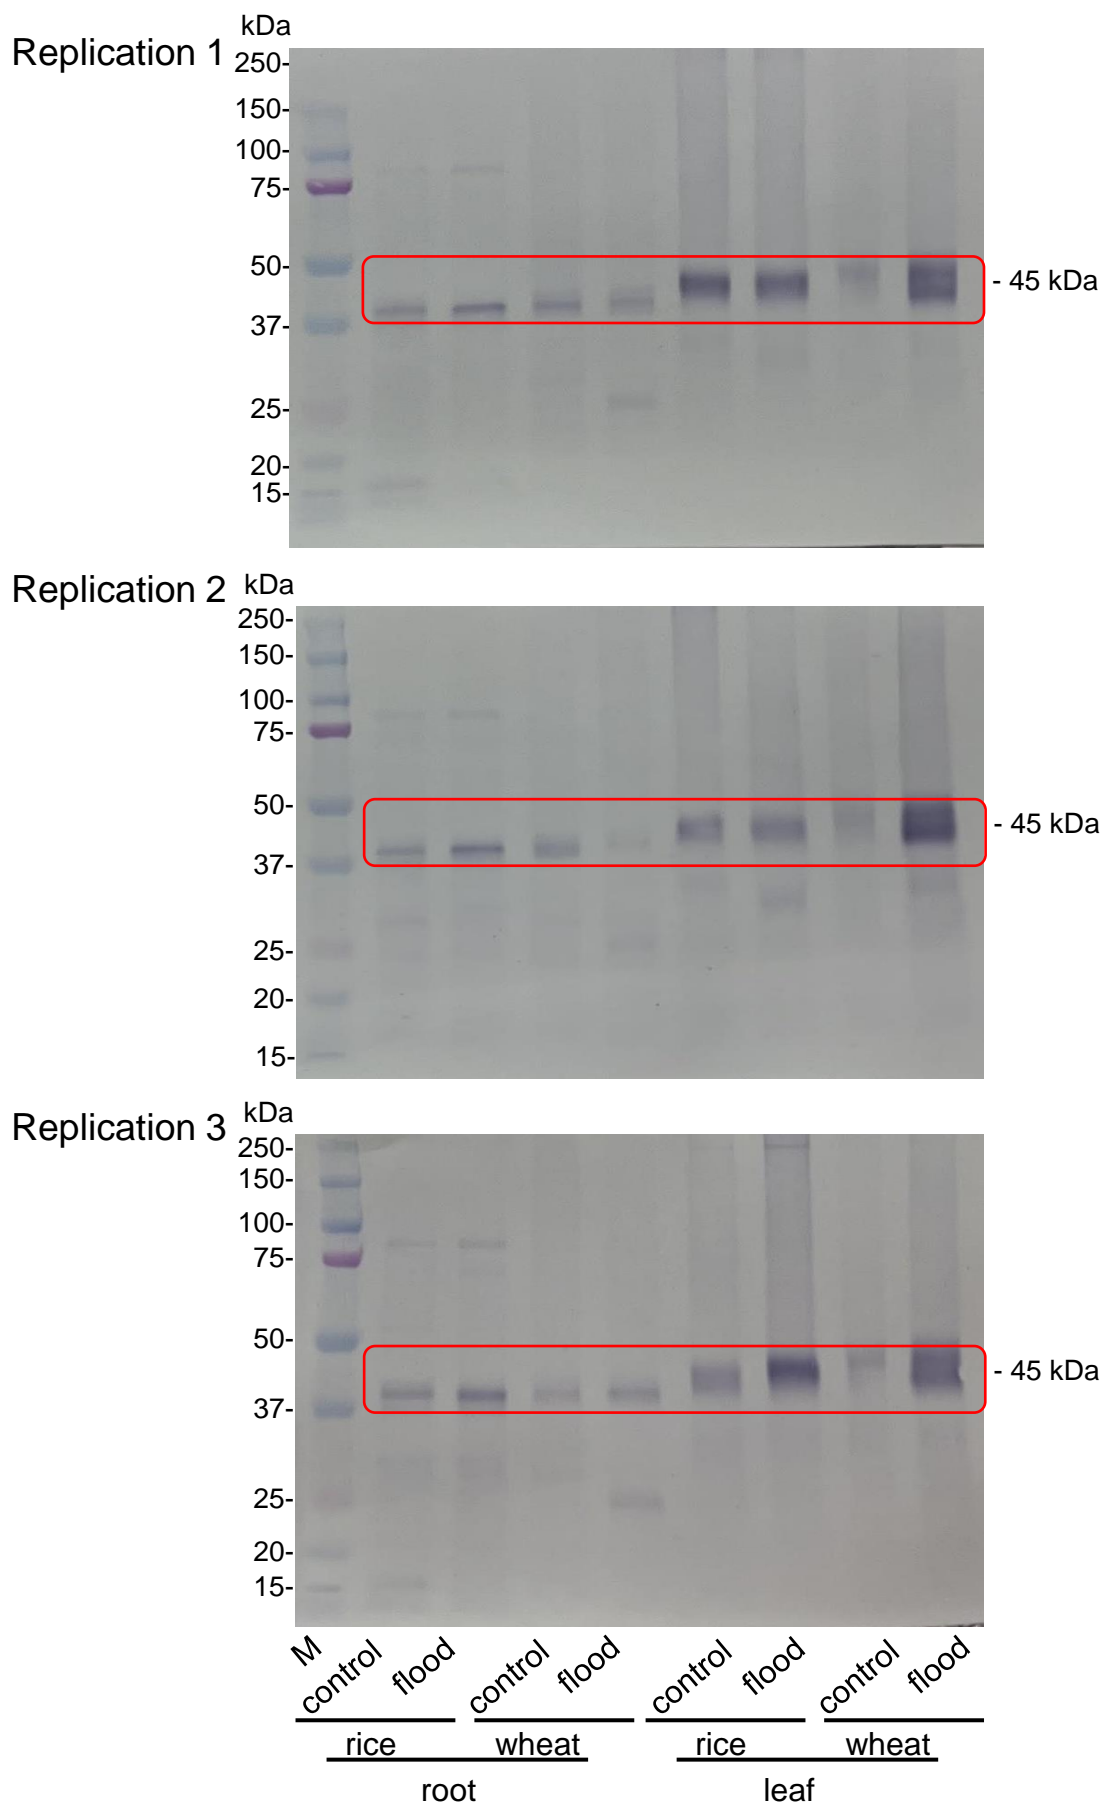 Replication 1
kDa
250-
150-
100-
75-
50-
37-
25-
20-
15-
- 45 kDa
Replication 2
kDa
250-
150-
100-
75-
50-
37-
25-
20-
15-
- 45 kDa
Replication 3
kDa
250-
150-
100-
75-
50-
37-
25-
20-
15-
- 45 kDa
M control flood control flood control flood control flood
rice wheat rice wheat
root leaf